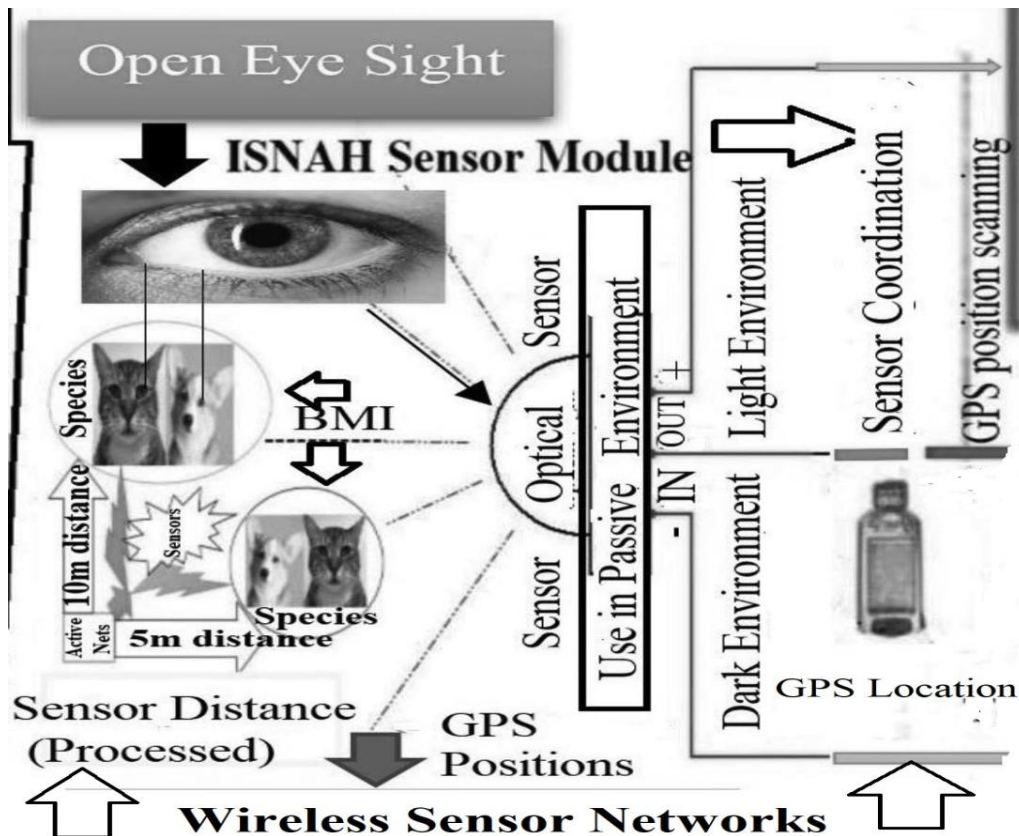 Open Eye Sight
ISNAH Sensor Module
Species
BMI
10m distance
Sensors
Active
Nets
5m distance
Species
Sensor Distance
(Processed)
GPS
Positions
Sensor
Optical
Sensor
Use in Passive Environment
OUT +
IN -
Light Environment
Dark Environment
Sensor Coordination
GPS position scanning
GPS Location
Wireless Sensor Networks